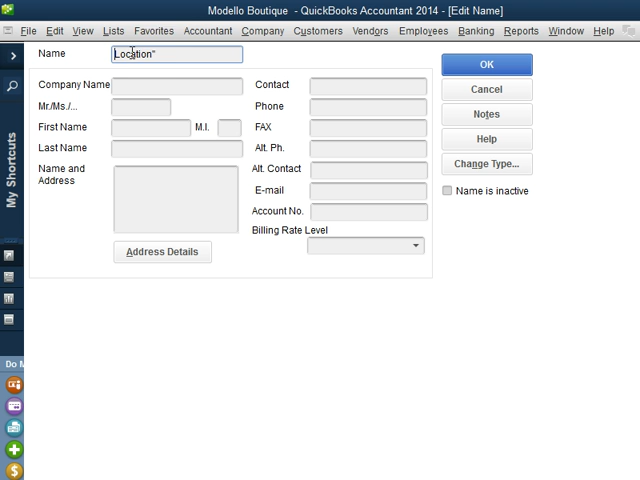 Modello Boutique - QuickBooks Accountant 2014 - [Edit Name]
File Edit View Lists Favorites Accountant Company Customers Vendors Employees Banking Reports Window Help
Name Location" OK
Company Name Contact Cancel
Mr./Ms./... Phone Notes
First Name M.I. FAX Help
Last Name Alt. Ph. Change Type...
Name and Address Alt. Contact
E-mail Name is inactive
Account No.
Billing Rate Level
Address Details
My Shortcuts